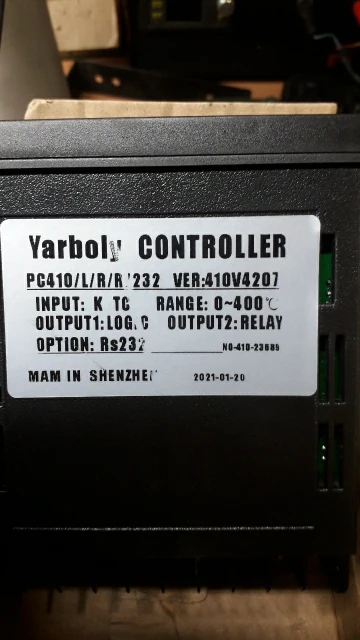 Yarboly CONTROLLER
PC410/L/R/R/232 VER:410V4207
INPUT: K TC RANGE: 0~400℃
OUTPUT1:LOGIC OUTPUT2:RELAY
OPTION: Rs232 NO-410-23689
MAM IN SHENZHEN 2021-01-20